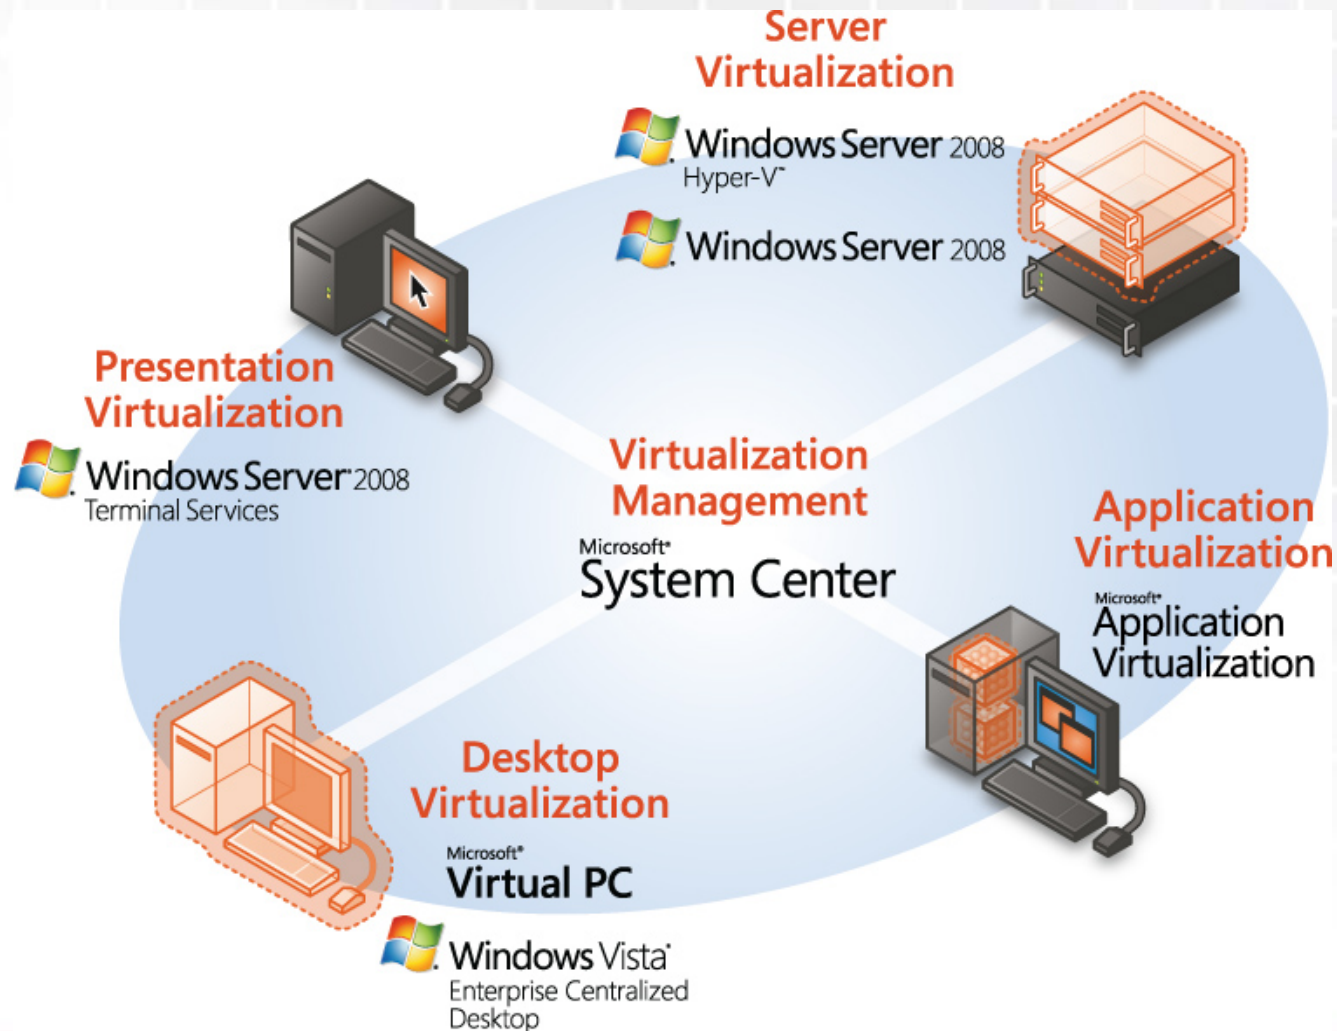 Server
Virtualization
Windows Server 2008
Hyper-V™
Windows Server 2008
Presentation
Virtualization
Windows Server 2008
Terminal Services
Virtualization
Management
Microsoft®
System Center
Application
Virtualization
Microsoft®
Application
Virtualization
Desktop
Virtualization
Microsoft®
Virtual PC
Windows Vista
Enterprise Centralized
Desktop